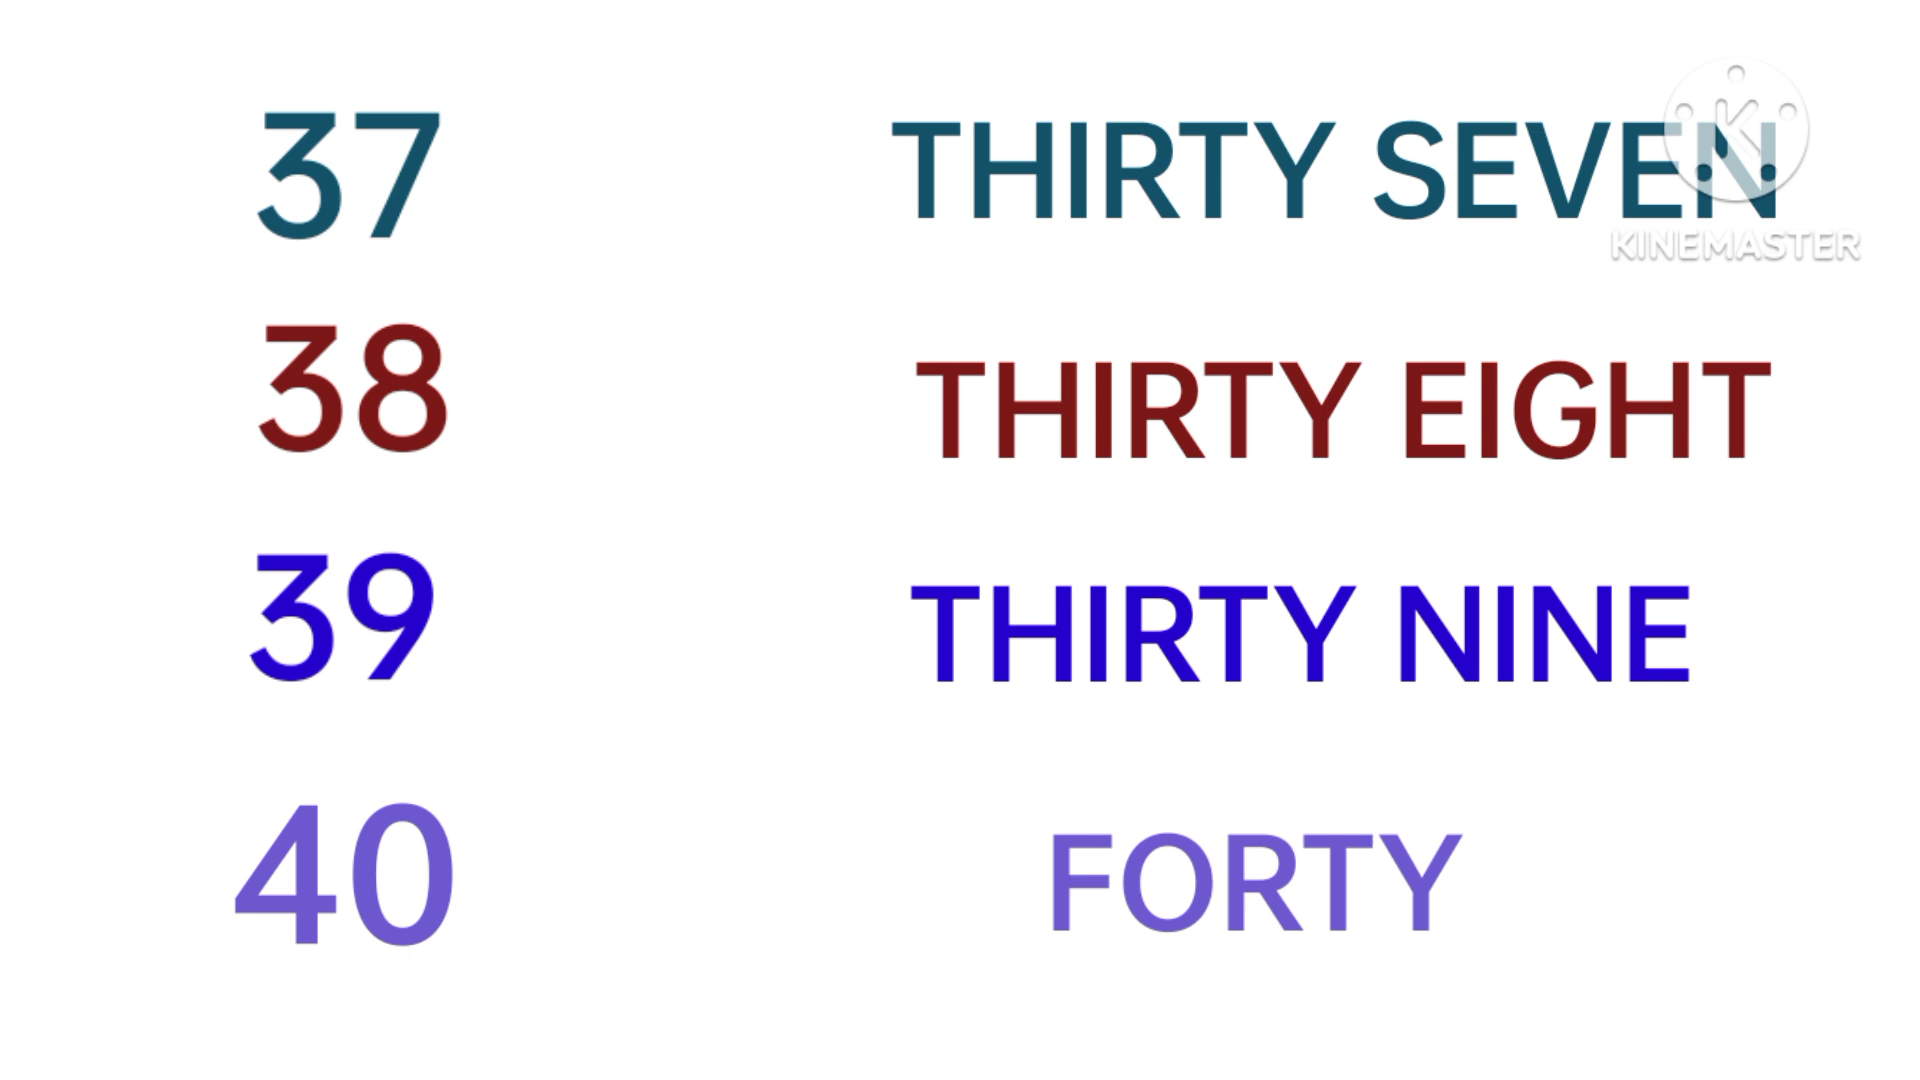 37 THIRTY SEVEN
KINEMASTER
38 THIRTY EIGHT
39 THIRTY NINE
40 FORTY